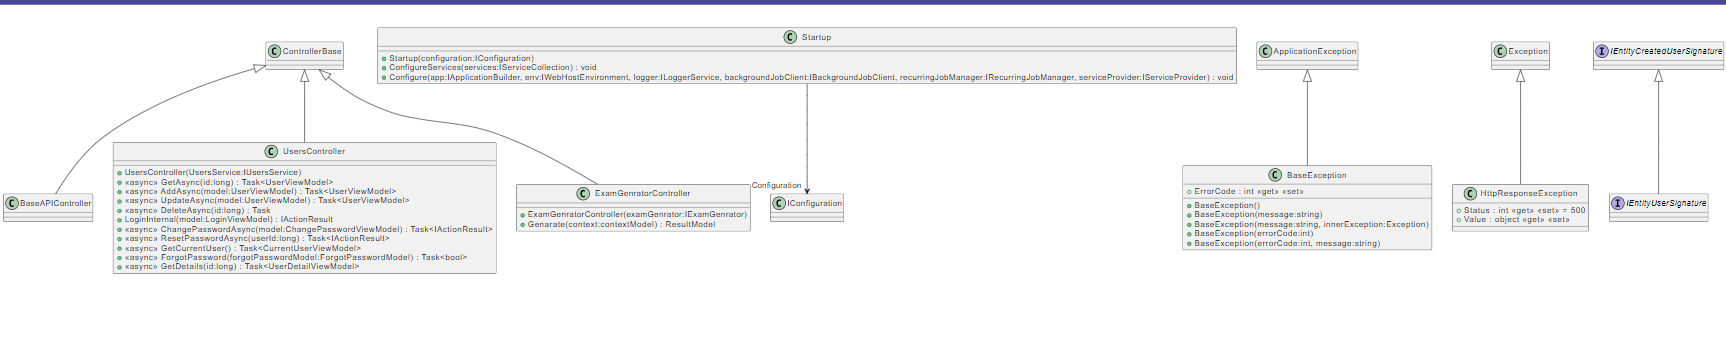 ControllerBase
Startup
Startup(configuration:IConfiguration)
ConfigureServices(services:IServiceCollection) : void
Configure(app:IApplicationBuilder, env:IWebHostEnvironment, logger:ILoggerService, backgroundJobClient:IBackgroundJobClient, recurringJobManager:IRecurringJobManager, serviceProvider:IServiceProvider) : void
ApplicationException
Exception
IEntityCreatedUserSignature
BaseAPIController
UsersController
UsersController(UsersService:IUsersService)
«async» GetAsync(id:long) : Task<UserViewModel>
«async» AddAsync(model:UserViewModel) : Task<UserViewModel>
«async» UpdateAsync(model:UserViewModel) : Task<UserViewModel>
«async» DeleteAsync(id:long) : Task
LoginInternal(model:LoginViewModel) : IActionResult
«async» ChangePasswordAsync(model:ChangePasswordViewModel) : Task<IActionResult>
«async» ResetPasswordAsync(userId:long) : Task<IActionResult>
«async» GetCurrentUser() : Task<CurrentUserViewModel>
«async» ForgotPassword(forgotPasswordModel:ForgotPasswordModel) : Task<bool>
«async» GetDetails(id:long) : Task<UserDetailViewModel>
ExamGenratorController
ExamGenratorController(examGenrator:IExamGenrator)
Genarate(context:contextModel) : ResultModel
Configuration
IConfiguration
BaseException
ErrorCode : int «get» «set»
BaseException()
BaseException(message:string)
BaseException(message:string, innerException:Exception)
BaseException(errorCode:int)
BaseException(errorCode:int, message:string)
HttpResponseException
Status : int «get» «set» = 500
Value : object «get» «set»
IEntityUserSignature